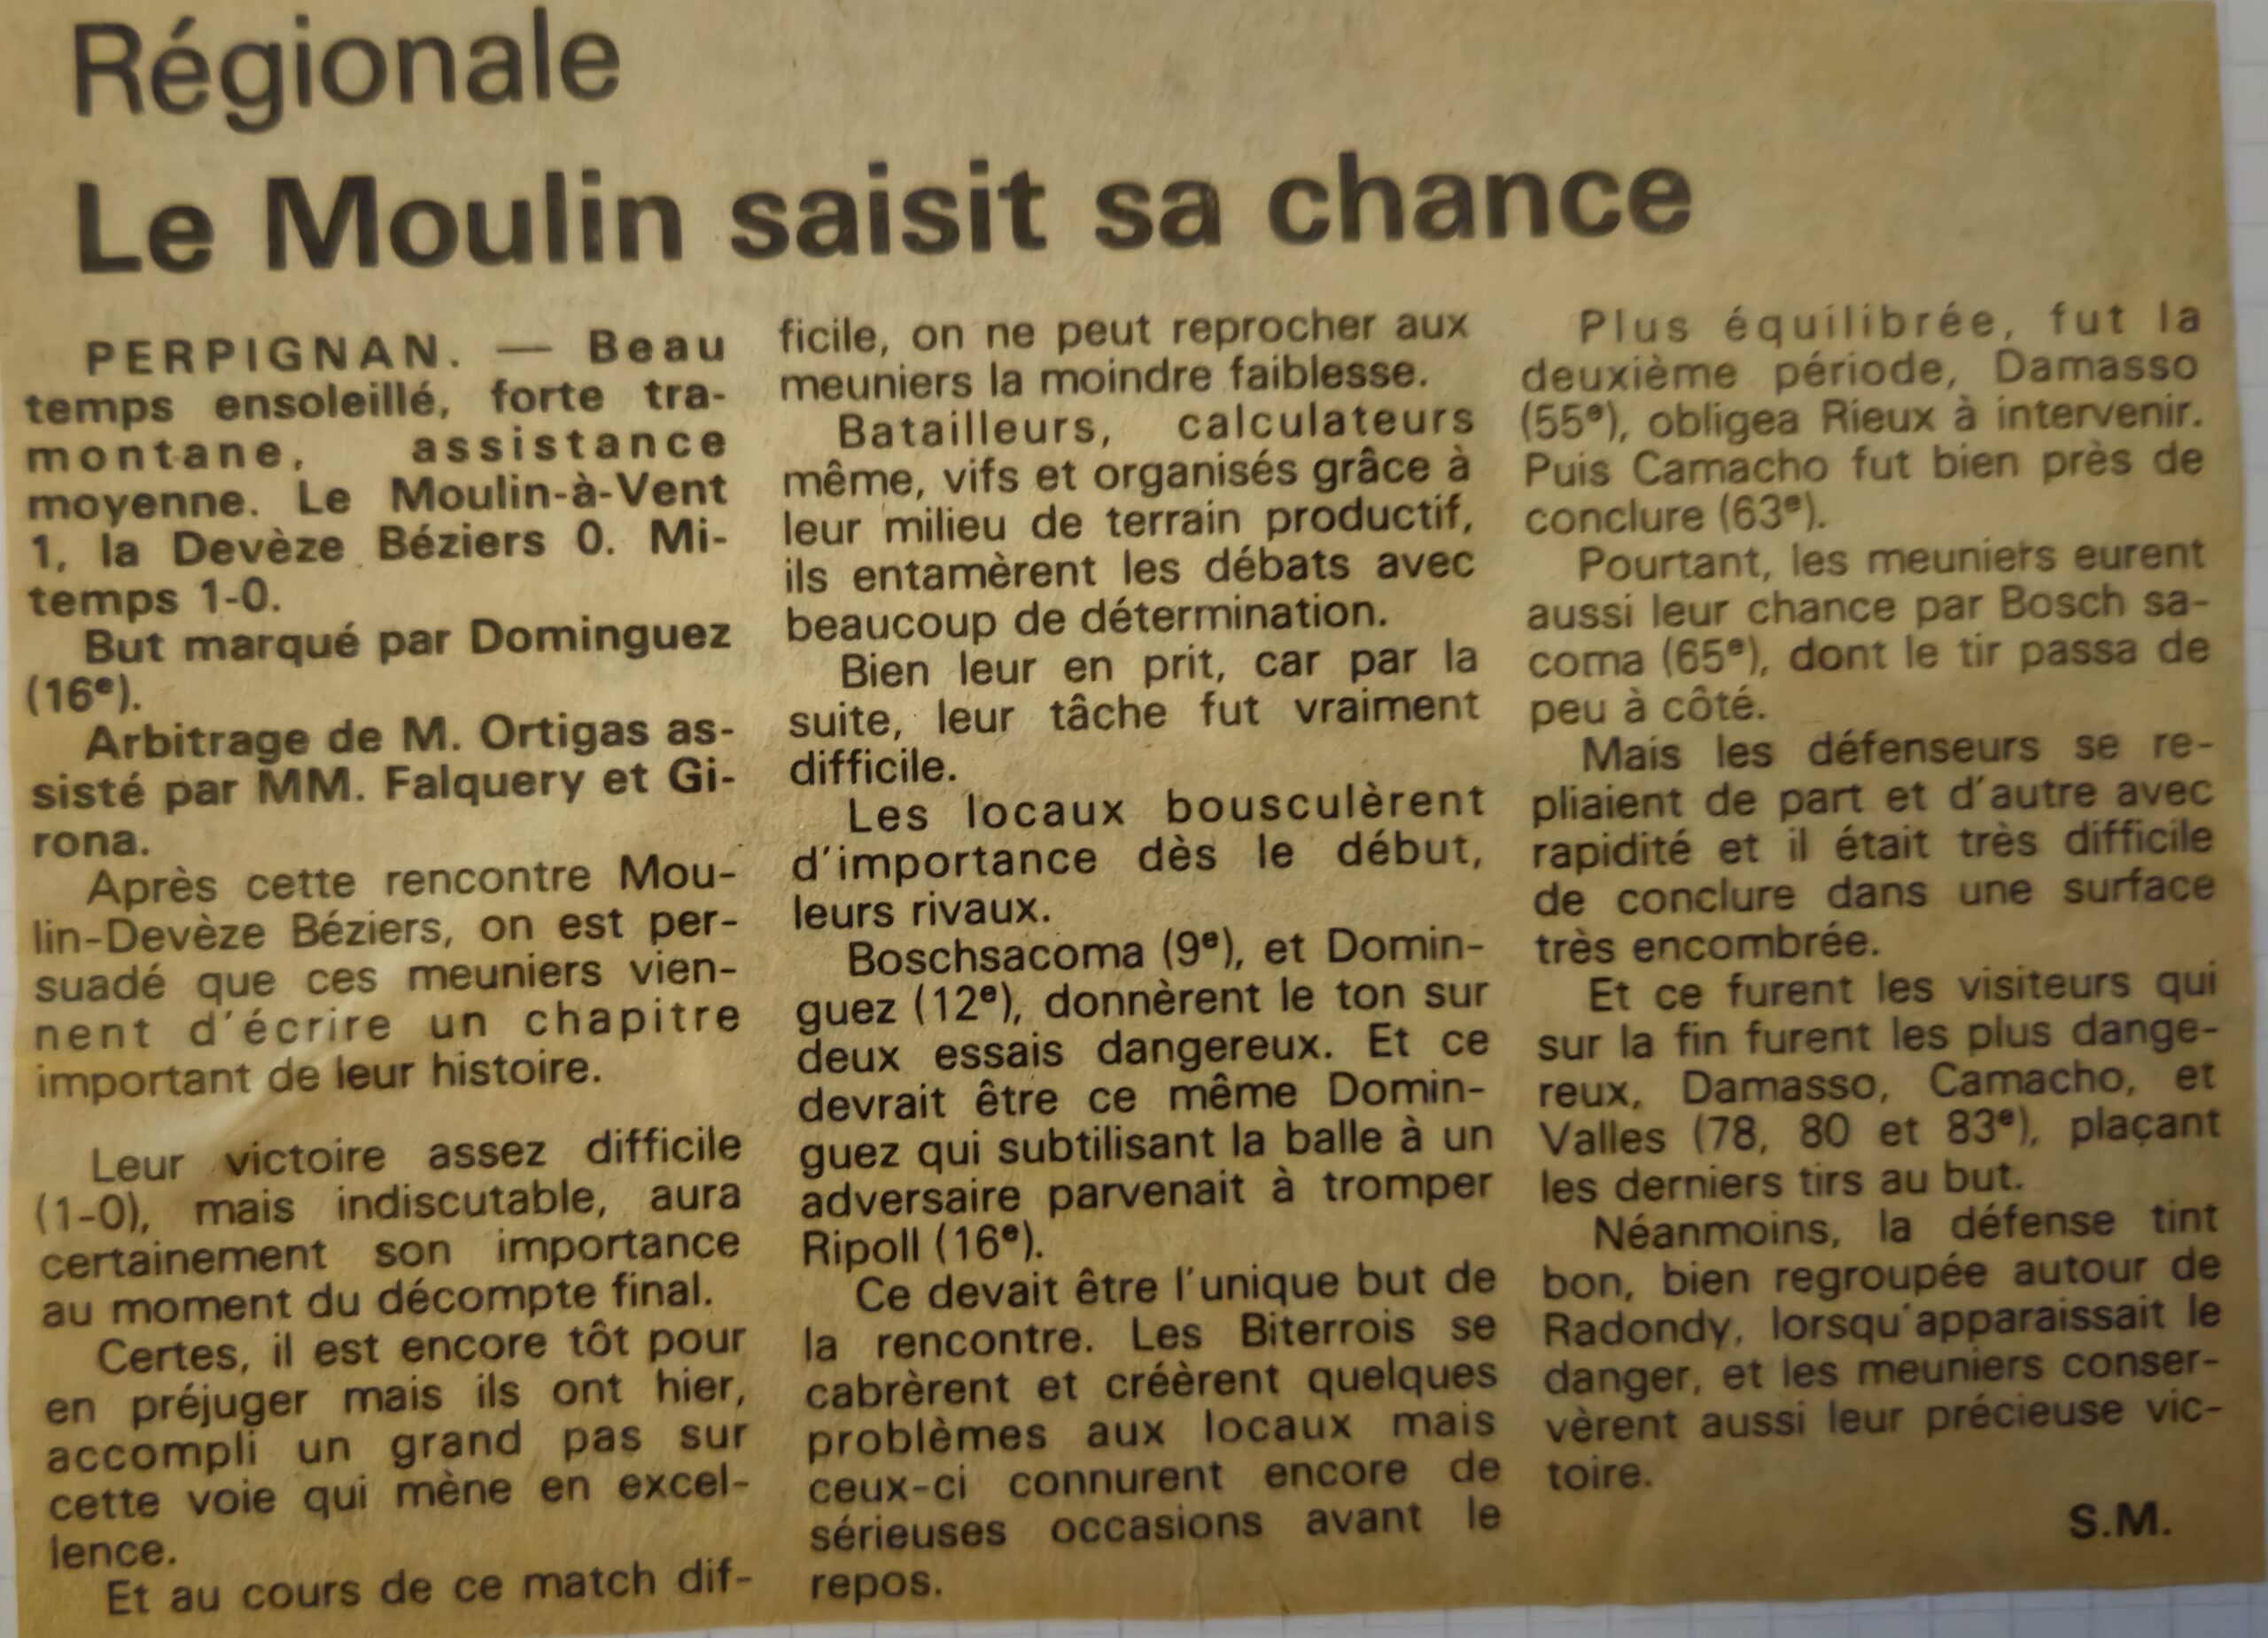 Régionale
Le Moulin saisit sa chance
PERPIGNAN. — Beau
temps ensoleillé, forte tra-
montane, assistance
moyenne. Le Moulin-à-Vent
1, la Devèze Béziers 0. Mi-
temps 1-0.
But marqué par Dominguez
(16e).
Arbitrage de M. Ortigas as-
sisté par MM. Falquery et Gi-
rona.
Après cette rencontre Mou-
lin-Devèze Béziers, on est per-
suadé que ces meuniers vien-
nent d'écrire un chapitre
important de leur histoire.
Leur victoire assez difficile
(1-0), mais indiscutable, aura
certainement son importance
au moment du décompte final.
Certes, il est encore tôt pour
en préjuger mais ils ont hier,
accompli un grand pas sur
cette voie qui mène en excel-
lence.
Et au cours de ce match dif-
ficile, on ne peut reprocher aux
meuniers la moindre faiblesse.
Batailleurs, calculateurs
même, vifs et organisés grâce à
leur milieu de terrain productif,
ils entamèrent les débats avec
beaucoup de détermination.
Bien leur en prit, car par la
suite, leur tâche fut vraiment
difficile.
Les locaux bousculèrent
d'importance dès le début,
leurs rivaux.
Boschsacoma (9e), et Domin-
guez (12e), donnèrent le ton sur
deux essais dangereux. Et ce
devrait être ce même Domin-
guez qui subtilisant la balle à un
adversaire parvenait à tromper
Ripoll (16e).
Ce devait être l'unique but de
la rencontre. Les Biterrois se
cabrèrent et créèrent quelques
problèmes aux locaux mais
ceux-ci connurent encore de
sérieuses occasions avant le
repos.
Plus équilibrée, fut la
deuxième période, Damasso
(55e), obligea Rieux à intervenir.
Puis Camacho fut bien près de
conclure (63e).
Pourtant, les meuniers eurent
aussi leur chance par Bosch sa-
coma (65e), dont le tir passa de
peu à côté.
Mais les défenseurs se re-
pliaient de part et d'autre avec
rapidité et il était très difficile
de conclure dans une surface
très encombrée.
Et ce furent les visiteurs qui
sur la fin furent les plus dange-
reux, Damasso, Camacho, et
Valles (78, 80 et 83e), plaçant
les derniers tirs au but.
Néanmoins, la défense tint
bon, bien regroupée autour de
Radondy, lorsqu'apparaissait le
danger, et les meuniers conser-
vèrent aussi leur précieuse vic-
toire.
S.M.